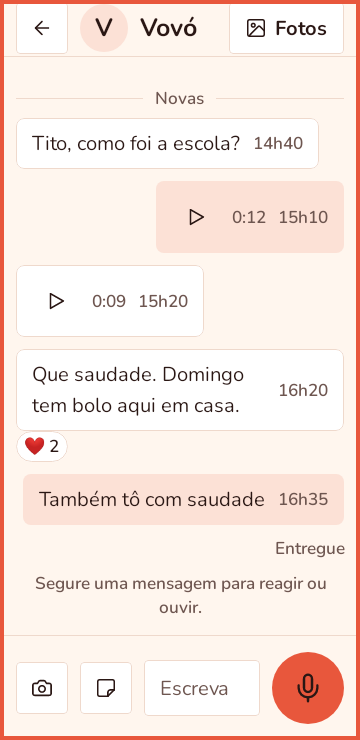 V Vovó Fotos
Novas
Tito, como foi a escola? 14h40
0:12 15h10
0:09 15h20
Que saudade. Domingo
tem bolo aqui em casa. 16h20
❤️ 2
Também tô com saudade 16h35
Entregue
Segure uma mensagem para reagir ou
ouvir.
Escreva